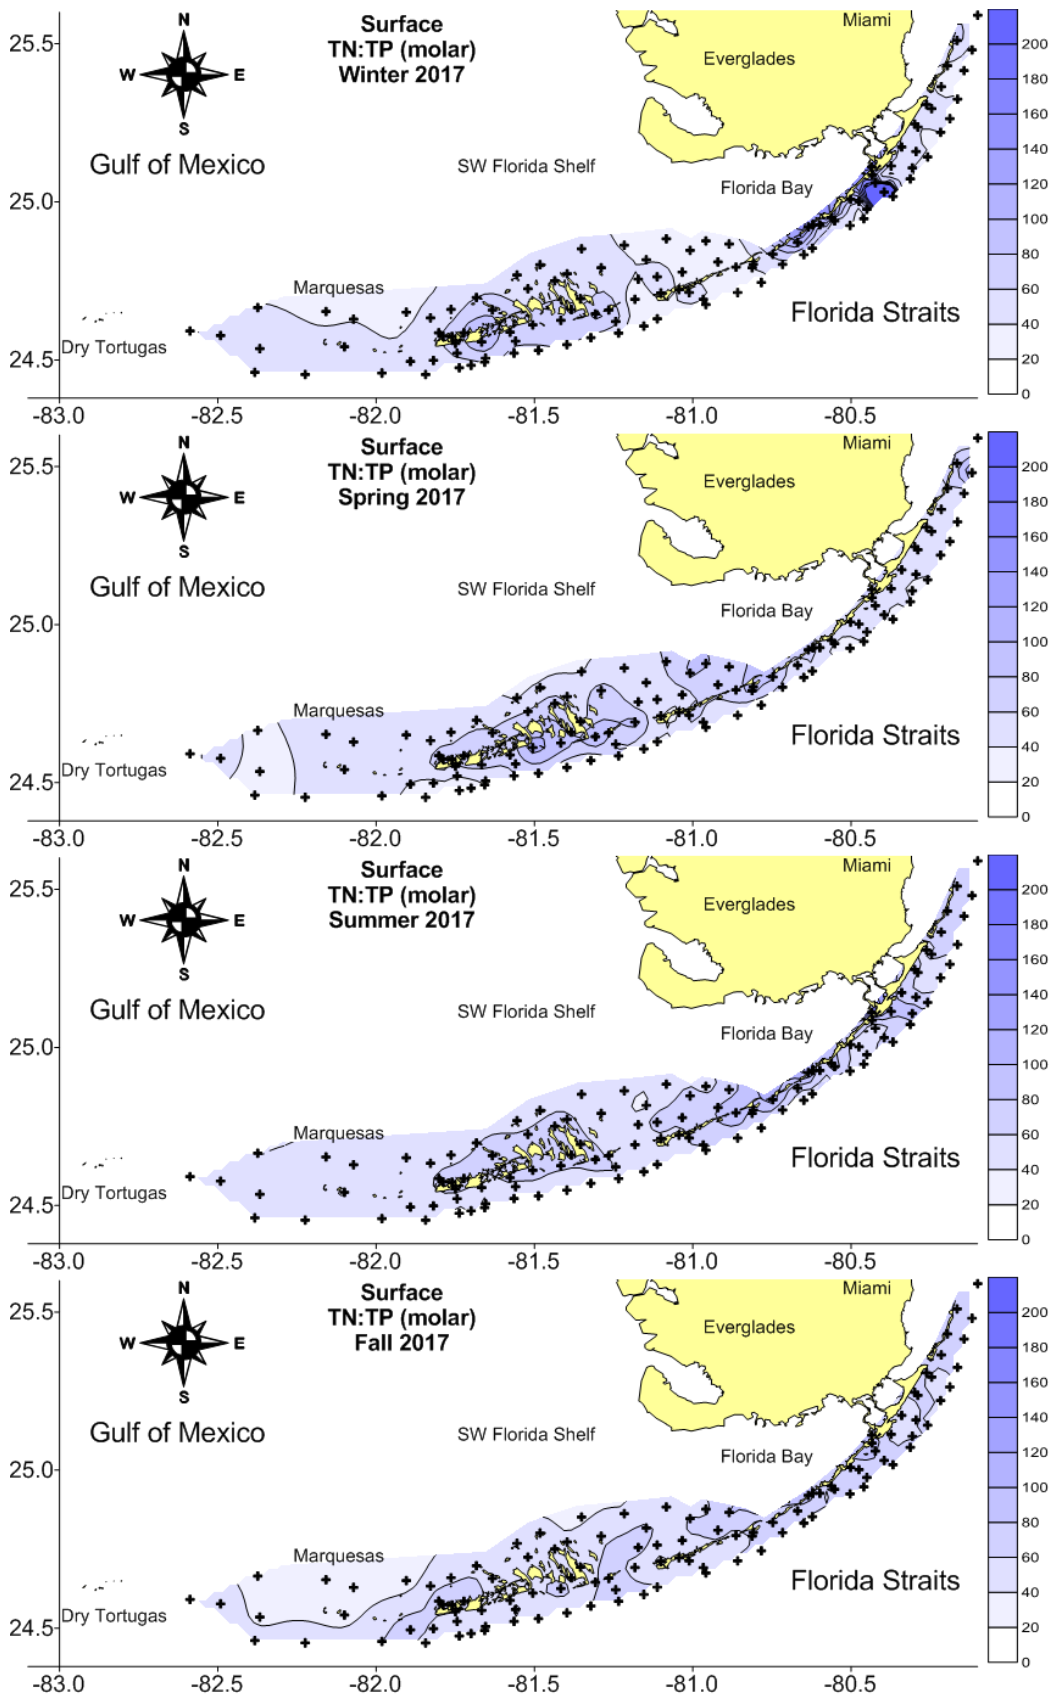 Surface
TN:TP (molar)
Winter 2017
N
W E
S
Miami
Everglades
Gulf of Mexico
SW Florida Shelf
Florida Bay
Marquesas
Dry Tortugas
Florida Straits
25.5
25.0
24.5
-83.0 -82.5 -82.0 -81.5 -81.0 -80.5
200
180
160
140
120
100
80
60
40
20
0
Surface
TN:TP (molar)
Spring 2017
N
W E
S
Miami
Everglades
Gulf of Mexico
SW Florida Shelf
Florida Bay
Marquesas
Dry Tortugas
Florida Straits
25.5
25.0
24.5
-83.0 -82.5 -82.0 -81.5 -81.0 -80.5
200
180
160
140
120
100
80
60
40
20
0
Surface
TN:TP (molar)
Summer 2017
N
W E
S
Miami
Everglades
Gulf of Mexico
SW Florida Shelf
Florida Bay
Marquesas
Dry Tortugas
Florida Straits
25.5
25.0
24.5
-83.0 -82.5 -82.0 -81.5 -81.0 -80.5
200
180
160
140
120
100
80
60
40
20
0
Surface
TN:TP (molar)
Fall 2017
N
W E
S
Miami
Everglades
Gulf of Mexico
SW Florida Shelf
Florida Bay
Marquesas
Dry Tortugas
Florida Straits
25.5
25.0
24.5
-83.0 -82.5 -82.0 -81.5 -81.0 -80.5
200
180
160
140
120
100
80
60
40
20
0